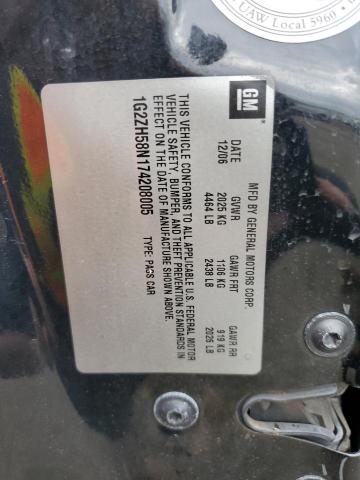 UAW Local 5960
GM
MFD BY GENERAL MOTORS CORP.
DATE GVWR GAWR FRT GAWR RR
12/06 2025 KG 1106 KG 919 KG
4464 LB 2438 LB 2026 LB
THIS VEHICLE CONFORMS TO ALL APPLICABLE U.S. FEDERAL MOTOR
VEHICLE SAFETY, BUMPER, AND THEFT PREVENTION STANDARDS IN
EFFECT ON THE DATE OF MANUFACTURE SHOWN ABOVE.
1G2ZH58N174208005 TYPE: PASS CAR